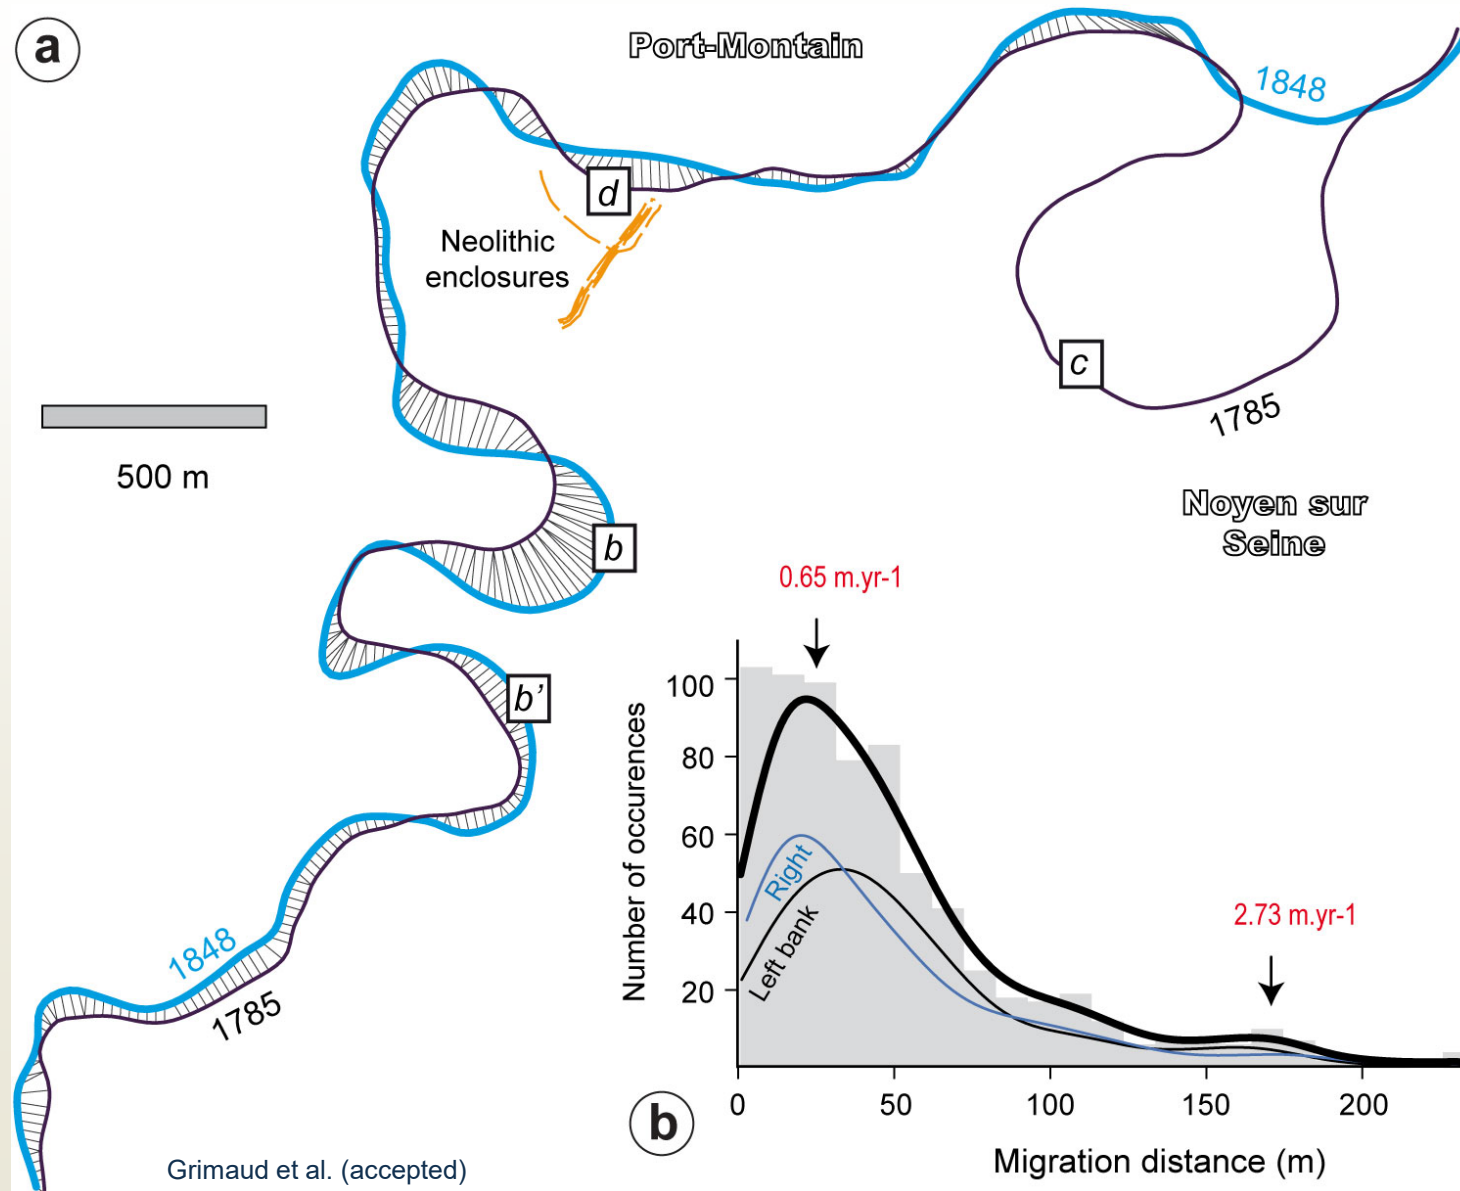 a
Port-Montain
1848
d
Neolithic
enclosures
c
1785
500 m
Noyen sur
Seine
b
b’
1848
1785
0.65 m.yr-1
2.73 m.yr-1
Number of occurences
100
80
60
40
20
Right
Left bank
0
50
100
150
200
Migration distance (m)
b
Grimaud et al. (accepted)